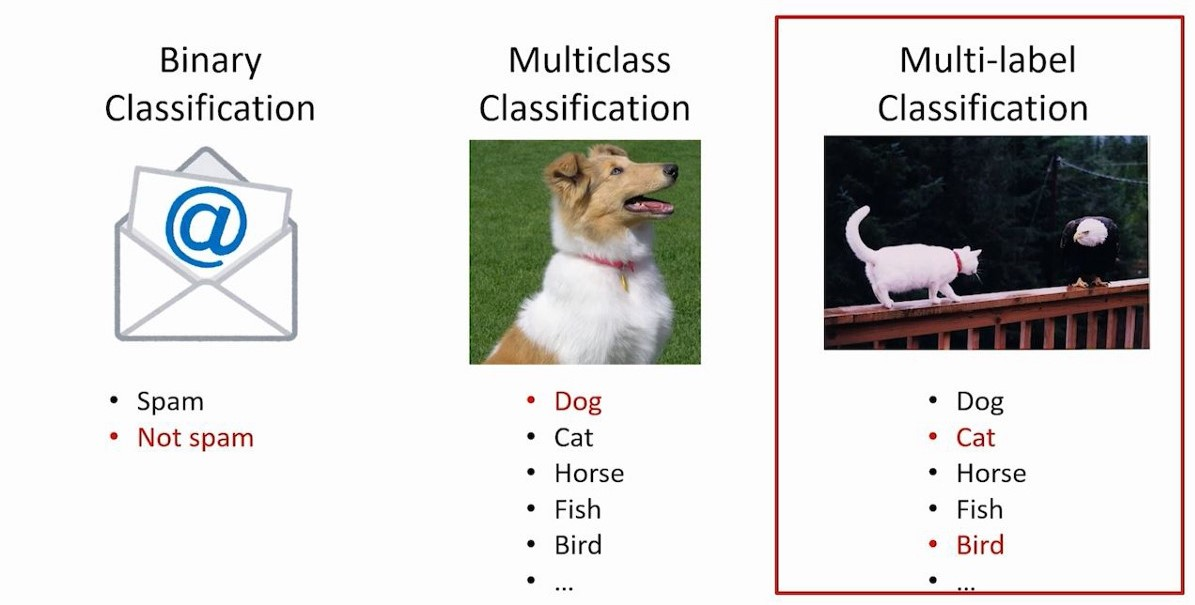 Binary
Classification
@
• Spam
• Not spam
Multiclass
Classification
• Dog
• Cat
• Horse
• Fish
• Bird
• ...
Multi-label
Classification
• Dog
• Cat
• Horse
• Fish
• Bird
• ...